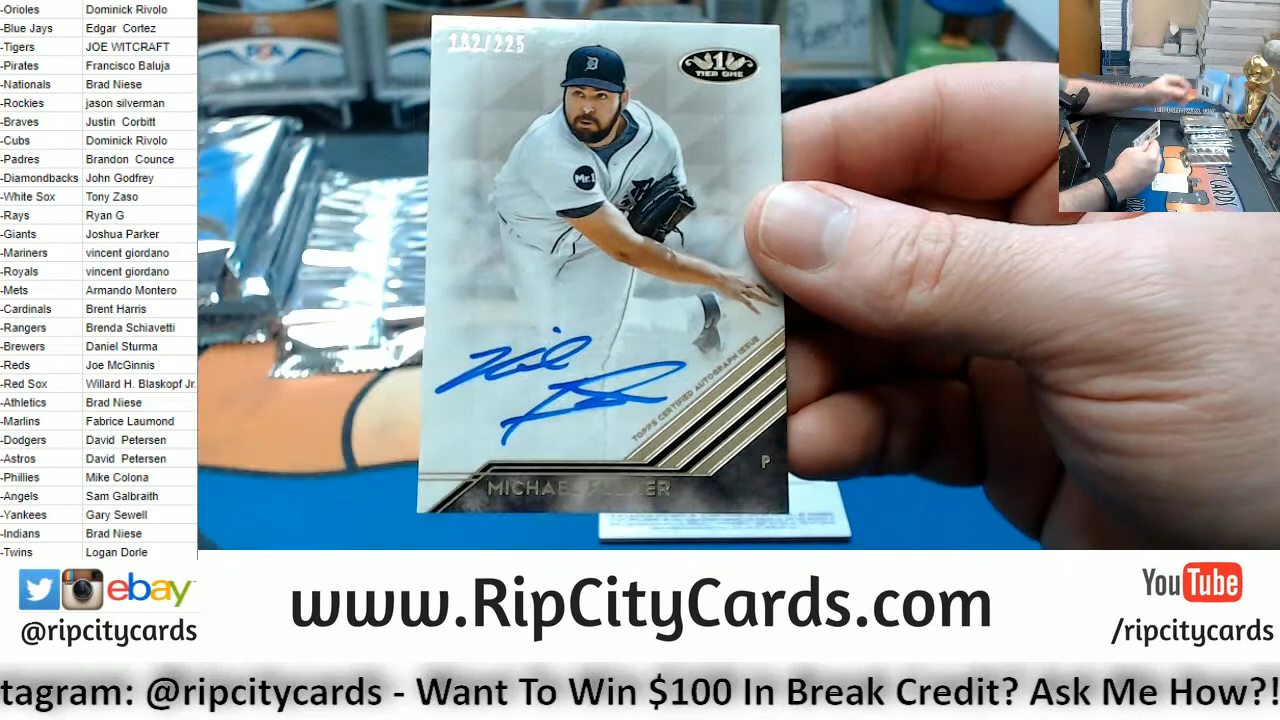 -Orioles Dominick Rivolo
-Blue Jays Edgar Cortez
-Tigers JOE WITCRAFT
-Pirates Francisco Baluja
-Nationals Brad Niese
-Rockies jason silverman
-Braves Justin Corbitt
-Cubs Dominick Rivolo
-Padres Brandon Counce
-Diamondbacks John Godfrey
-White Sox Tony Zaso
-Rays Ryan G
-Giants Joshua Parker
-Mariners vincent giordano
-Royals vincent giordano
-Mets Armando Montero
-Cardinals Brent Harris
-Rangers Brenda Schiavetti
-Brewers Daniel Sturma
-Reds Joe McGinnis
-Red Sox Willard H. Blaskopf Jr.
-Athletics Brad Niese
-Marlins Fabrice Laumond
-Dodgers David Petersen
-Astros David Petersen
-Phillies Mike Colona
-Angels Sam Galbraith
-Yankees Gary Sewell
-Indians Brad Niese
-Twins Logan Dorle
/225
1
TIER ONE
D
Mr. I
TOPPS CERTIFIED AUTOGRAPH ISSUE
P
MICHAEL FULMER
ebay
@ripcitycards
www.RipCityCards.com
YouTube
/ripcitycards
tagram: @ripcitycards - Want To Win $100 In Break Credit? Ask Me How?!